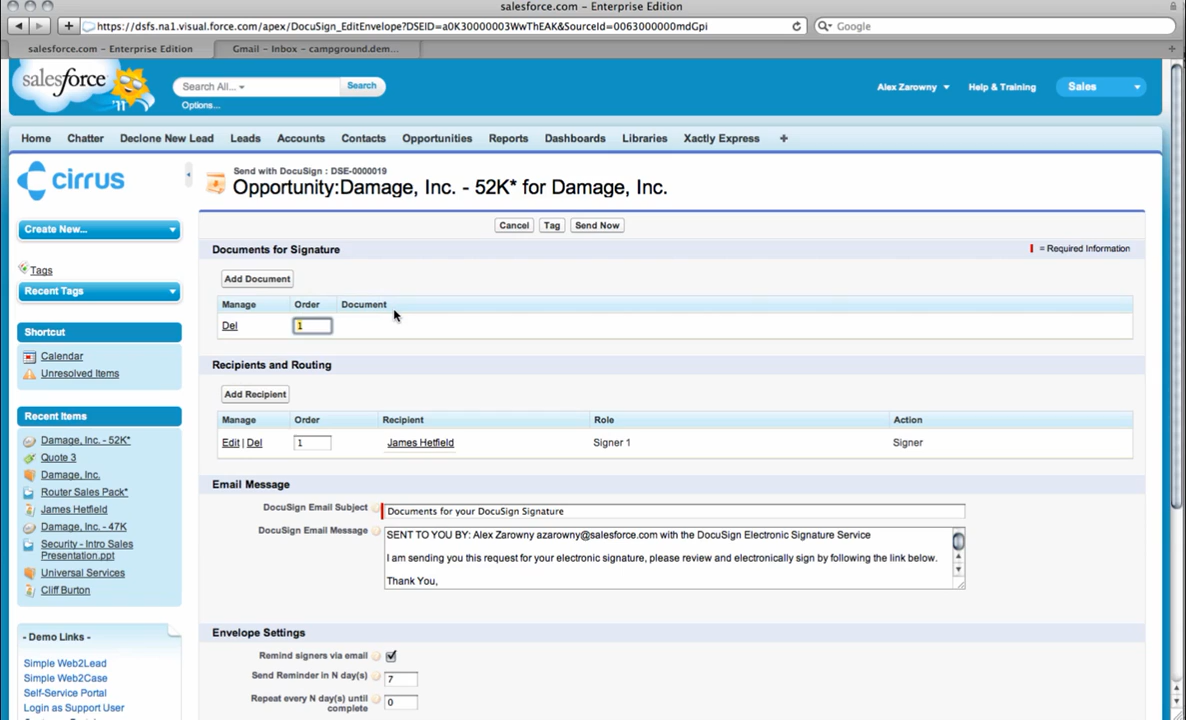 salesforce.com – Enterprise Edition
https://dsfs.na1.visual.force.com/apex/DocuSign_EditEnvelope?DSEID=a0K30000003WwThEAK&SourceId=0063000000mdGpi
Google
salesforce.com – Enterprise Edition
Gmail – Inbox – campground.dem...
salesforce
'11
Search All...
Search
Options...
Alex Zarowny
Help & Training
Sales
Home
Chatter
Declone New Lead
Leads
Accounts
Contacts
Opportunities
Reports
Dashboards
Libraries
Xactly Express
cirrus
Create New...
Tags
Recent Tags
Shortcut
Calendar
Unresolved Items
Recent Items
Damage, Inc. - 52K*
Quote 3
Damage, Inc.
Router Sales Pack*
James Hetfield
Damage, Inc. - 47K
Security - Intro Sales
Presentation.ppt
Universal Services
Cliff Burton
- Demo Links -
Simple Web2Lead
Simple Web2Case
Self-Service Portal
Login as Support User
Send with DocuSign : DSE-0000019
Opportunity:Damage, Inc. - 52K* for Damage, Inc.
Cancel
Tag
Send Now
Documents for Signature
= Required Information
Add Document
Manage Order Document
Del 1
Recipients and Routing
Add Recipient
Manage Order Recipient Role Action
Edit | Del 1 James Hetfield Signer 1 Signer
Email Message
DocuSign Email Subject Documents for your DocuSign Signature
DocuSign Email Message SENT TO YOU BY: Alex Zarowny azarowny@salesforce.com with the DocuSign Electronic Signature Service
I am sending you this request for your electronic signature, please review and electronically sign by following the link below.
Thank You,
Envelope Settings
Remind signers via email
Send Reminder in N day(s) 7
Repeat every N day(s) until
complete 0